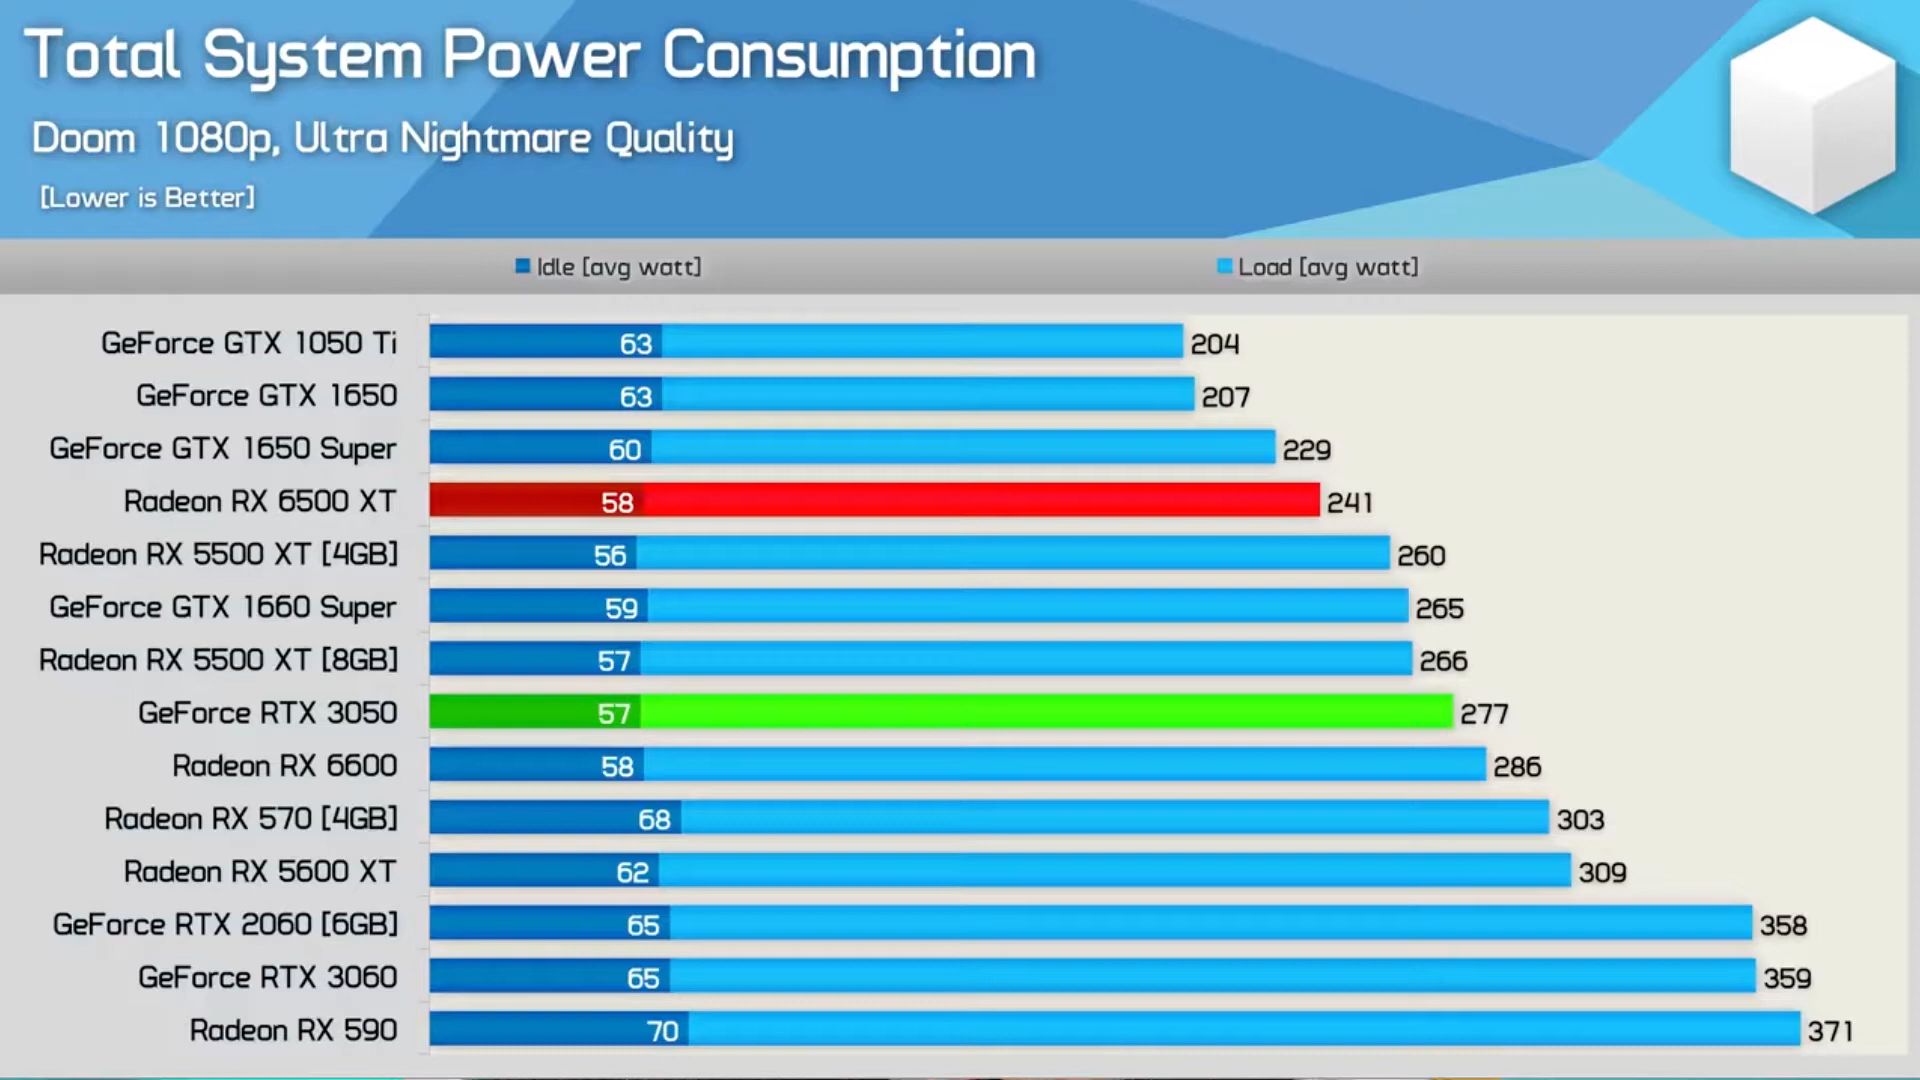 Total System Power Consumption
Doom 1080p, Ultra Nightmare Quality
[Lower is Better]
Idle [avg watt] Load [avg watt]
GeForce GTX 1050 Ti 63 204
GeForce GTX 1650 63 207
GeForce GTX 1650 Super 60 229
Radeon RX 6500 XT 58 241
Radeon RX 5500 XT [4GB] 56 260
GeForce GTX 1660 Super 59 265
Radeon RX 5500 XT [8GB] 57 266
GeForce RTX 3050 57 277
Radeon RX 6600 58 286
Radeon RX 570 [4GB] 68 303
Radeon RX 5600 XT 62 309
GeForce RTX 2060 [6GB] 65 358
GeForce RTX 3060 65 359
Radeon RX 590 70 371